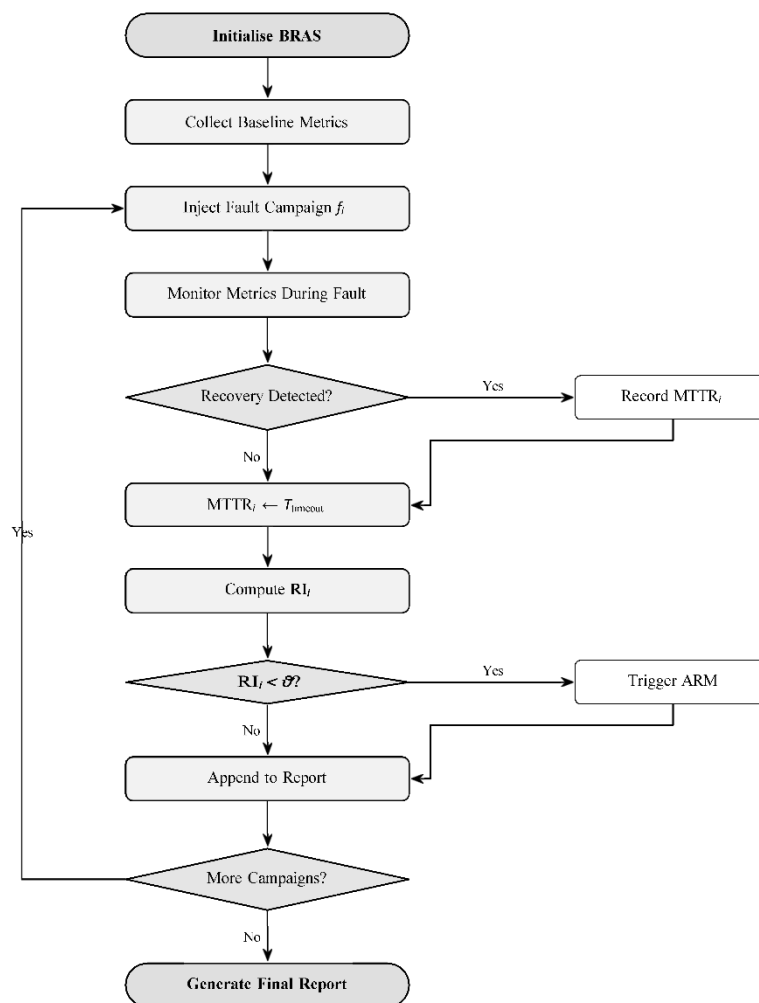 Initialise BRAS
Collect Baseline Metrics
Inject Fault Campaign fᵢ
Monitor Metrics During Fault
Recovery Detected?
Yes
Record MTTRᵢ
No
MTTRᵢ ← T_timeout
Yes
Compute RIᵢ
RIᵢ < ϑ?
Yes
Trigger ARM
No
Append to Report
More Campaigns?
No
Generate Final Report